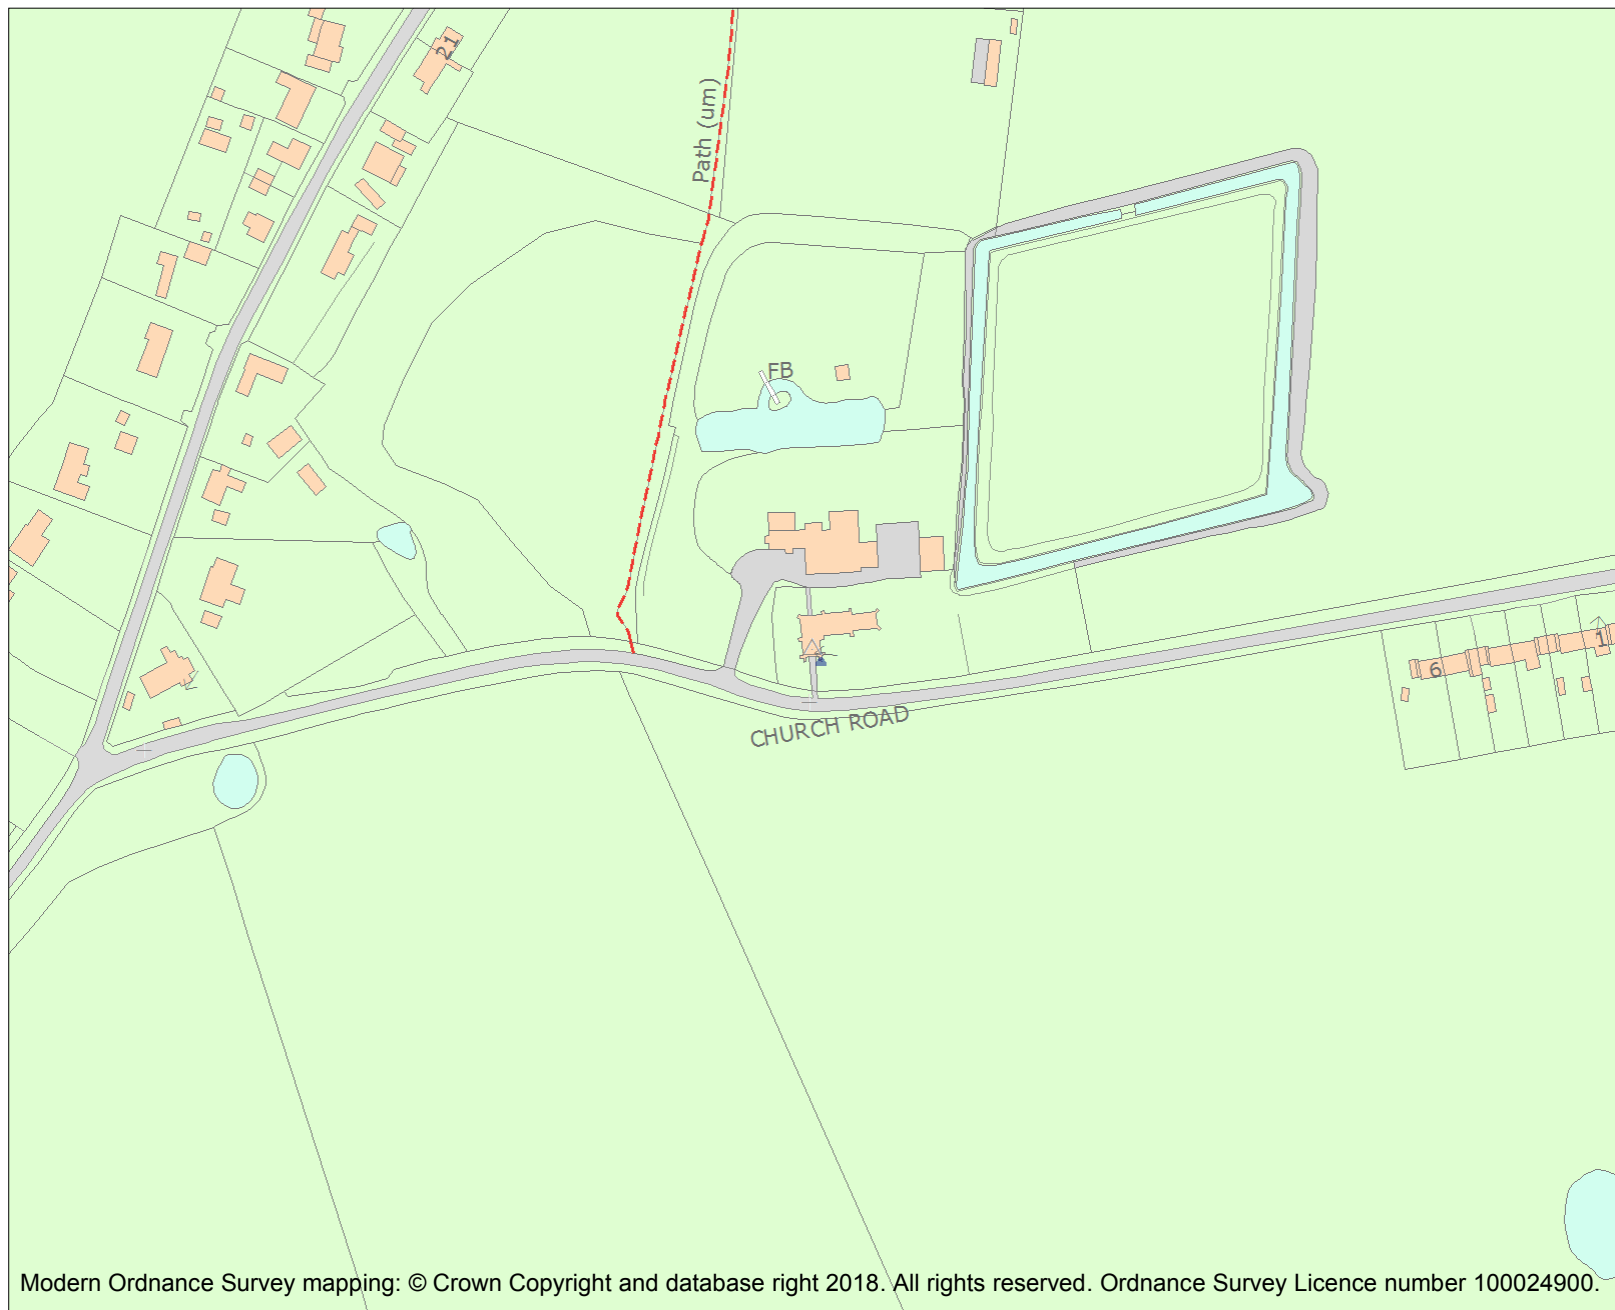 21
Path (um)
FB
CHURCH ROAD
6
1
Modern Ordnance Survey mapping: © Crown Copyright and database right 2018. All rights reserved. Ordnance Survey Licence number 100024900.